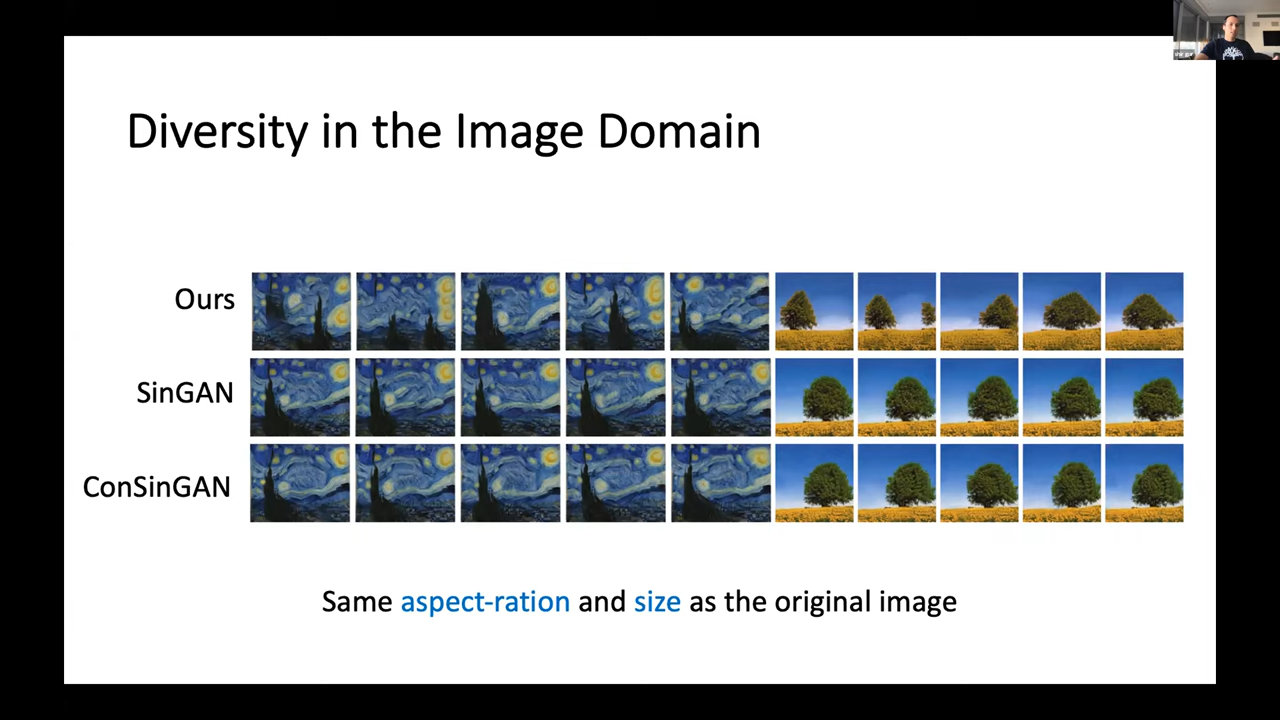 Diversity in the Image Domain
Ours
SinGAN
ConSinGAN
Same aspect-ration and size as the original image